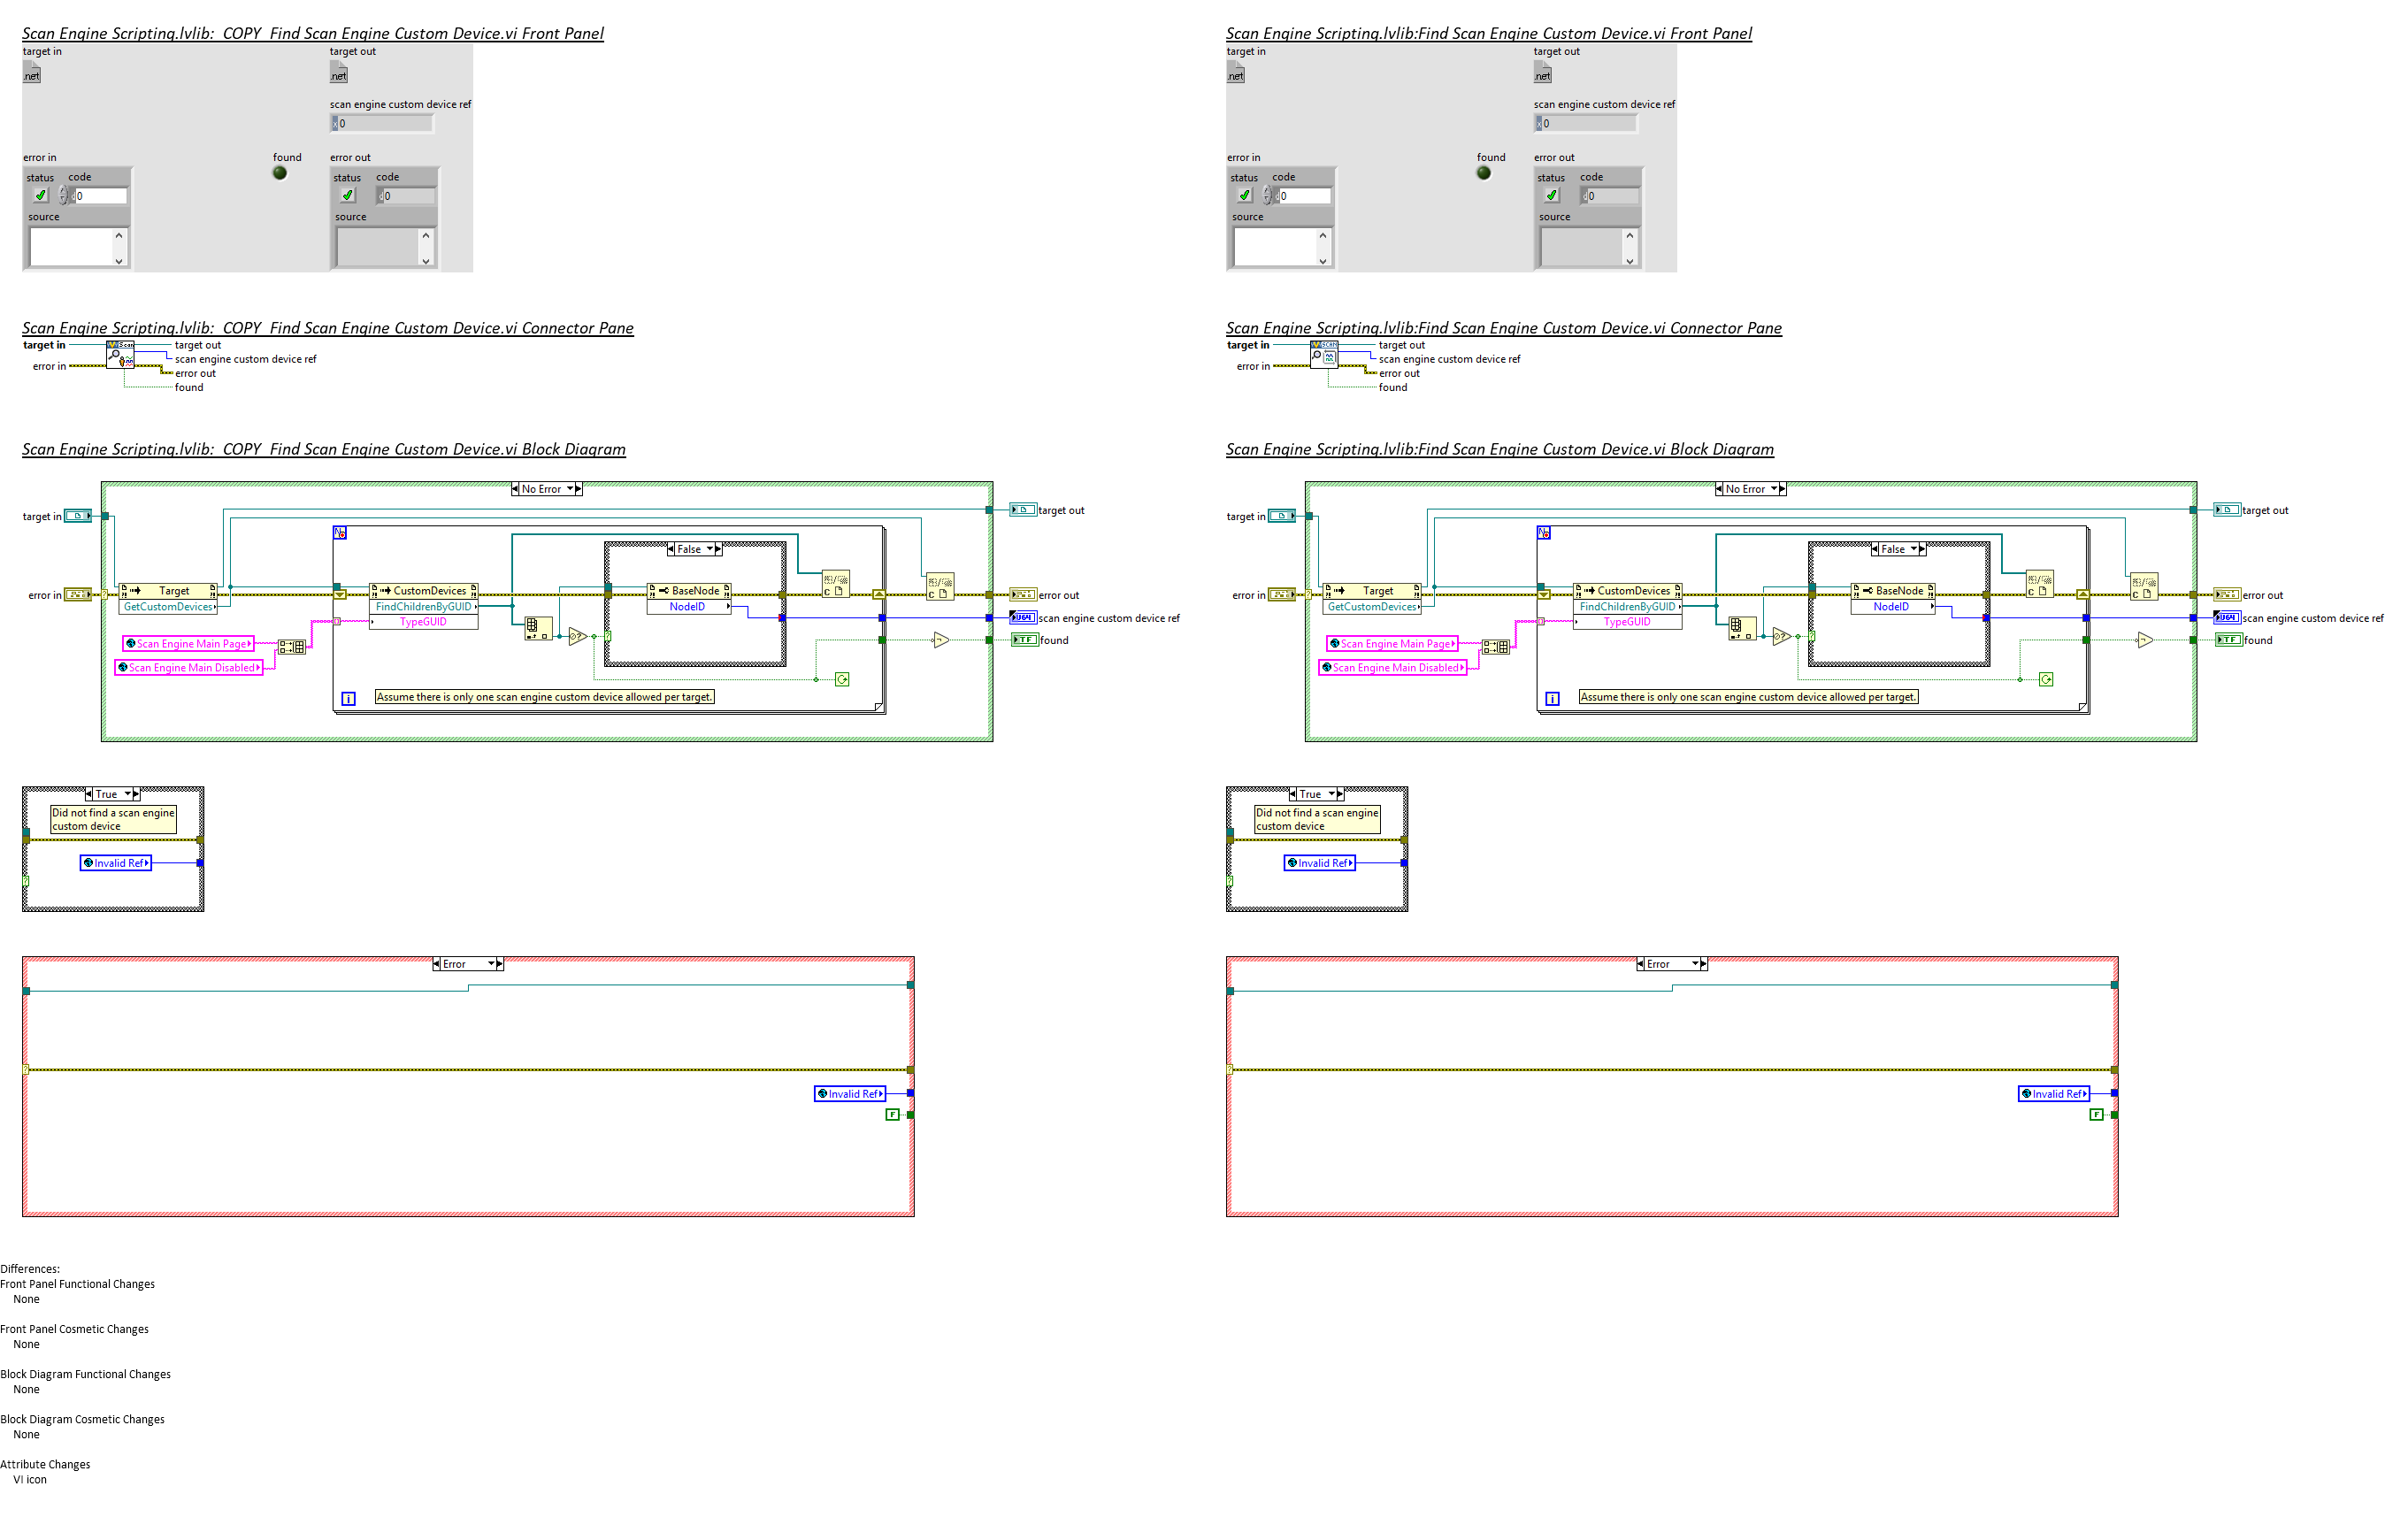 Scan Engine Scripting.lvlib:  COPY  Find Scan Engine Custom Device.vi Front Panel
target in
target out
.net
.net
scan engine custom device ref
x 0
error in
found
error out
status
code
status
code
0
0
source
source
Scan Engine Scripting.lvlib:  COPY  Find Scan Engine Custom Device.vi Connector Pane
target in
Scan
target out
scan engine custom device ref
error in
error out
found
Scan Engine Scripting.lvlib:  COPY  Find Scan Engine Custom Device.vi Block Diagram
No Error
target in
target out
False
Target
CustomDevices
BaseNode
error in
error out
GetCustomDevices
FindChildrenByGUID
NodeID
TypeGUID
U64
scan engine custom device ref
Scan Engine Main Page
TF
found
Scan Engine Main Disabled
i
Assume there is only one scan engine custom device allowed per target.
True
Did not find a scan engine
custom device
Invalid Ref
Error
Invalid Ref
F
Differences:
Front Panel Functional Changes
None
Front Panel Cosmetic Changes
None
Block Diagram Functional Changes
None
Block Diagram Cosmetic Changes
None
Attribute Changes
VI icon
Scan Engine Scripting.lvlib:Find Scan Engine Custom Device.vi Front Panel
target in
target out
.net
.net
scan engine custom device ref
x 0
error in
found
error out
status
code
status
code
0
0
source
source
Scan Engine Scripting.lvlib:Find Scan Engine Custom Device.vi Connector Pane
target in
SCAN
target out
scan engine custom device ref
error in
error out
found
Scan Engine Scripting.lvlib:Find Scan Engine Custom Device.vi Block Diagram
No Error
target in
target out
False
Target
CustomDevices
BaseNode
error in
error out
GetCustomDevices
FindChildrenByGUID
NodeID
TypeGUID
U64
scan engine custom device ref
Scan Engine Main Page
TF
found
Scan Engine Main Disabled
i
Assume there is only one scan engine custom device allowed per target.
True
Did not find a scan engine
custom device
Invalid Ref
Error
Invalid Ref
F